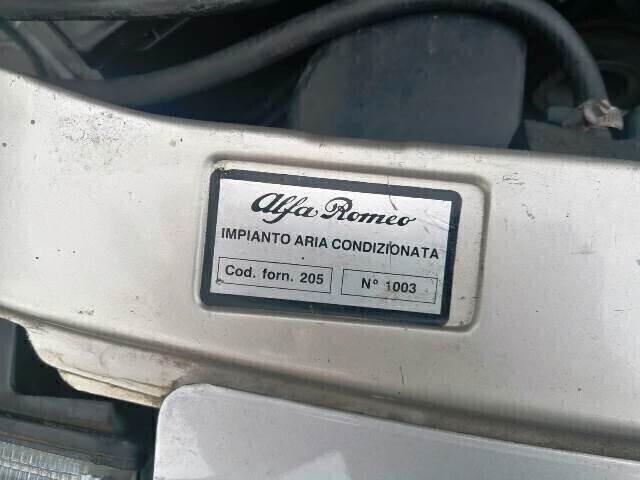 Alfa Romeo
IMPIANTO ARIA CONDIZIONATA
Cod. forn. 205
N° 1003